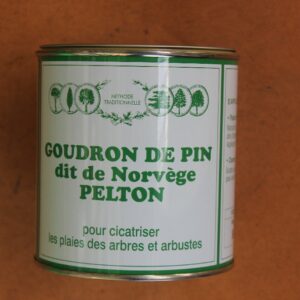 MÉTHODE
TRADITIONNELLE
GOUDRON DE PIN
dit de Norvège
PELTON
pour cicatriser
les plaies des arbres et arbustes